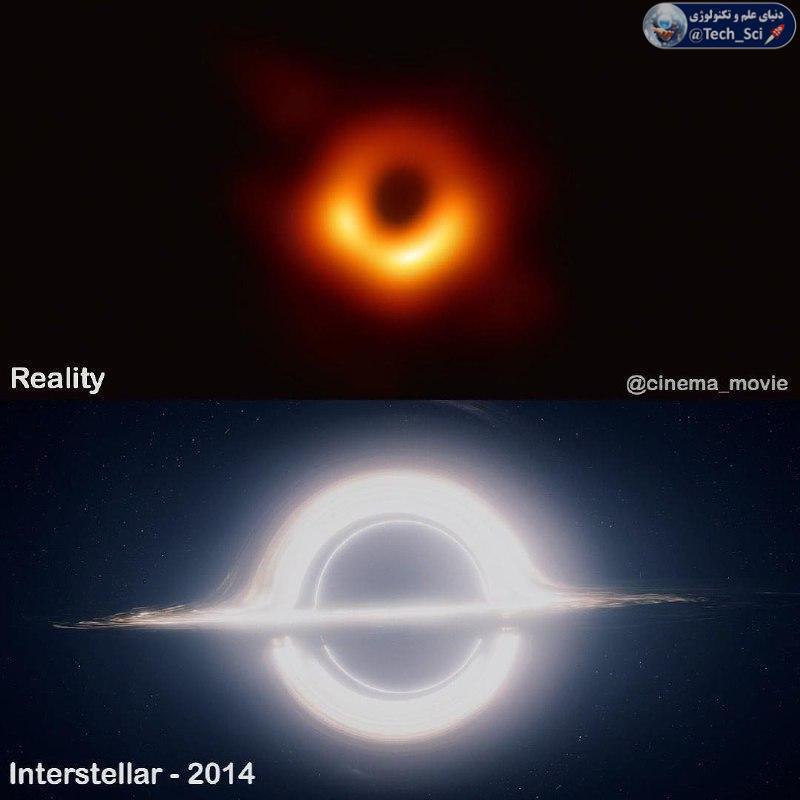 دنیای علم و تکنولوژی
@Tech_Sci
Reality
@cinema_movie
Interstellar - 2014